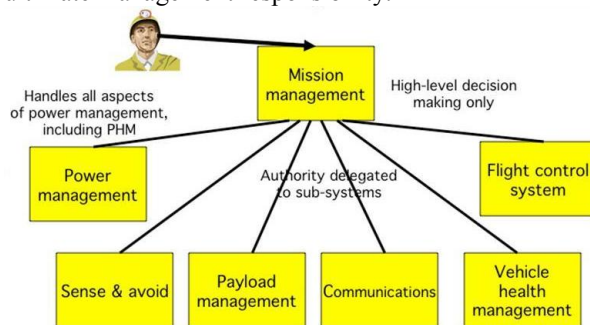 Mission
management
High-level decision
making only
Handles all aspects
of power management,
including PHM
Power
management
Authority delegated
to sub-systems
Flight control
system
Sense & avoid
Payload
management
Communications
Vehicle
health
management